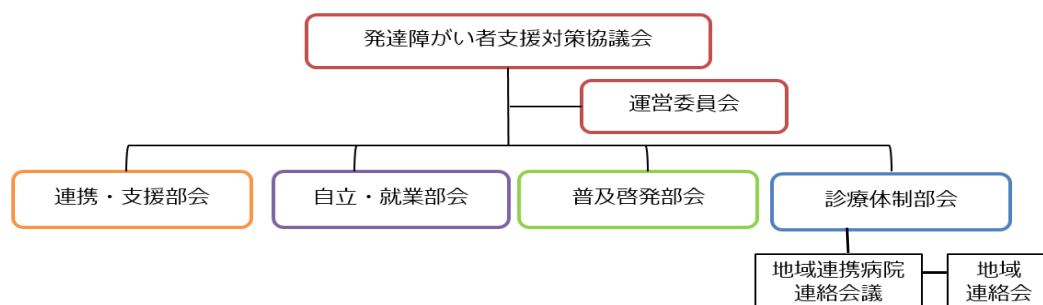 発達障がい者支援対策協議会
運営委員会
連携・支援部会
自立・就業部会
普及啓発部会
診療体制部会
地域連携病院
連絡会議
地域
連絡会